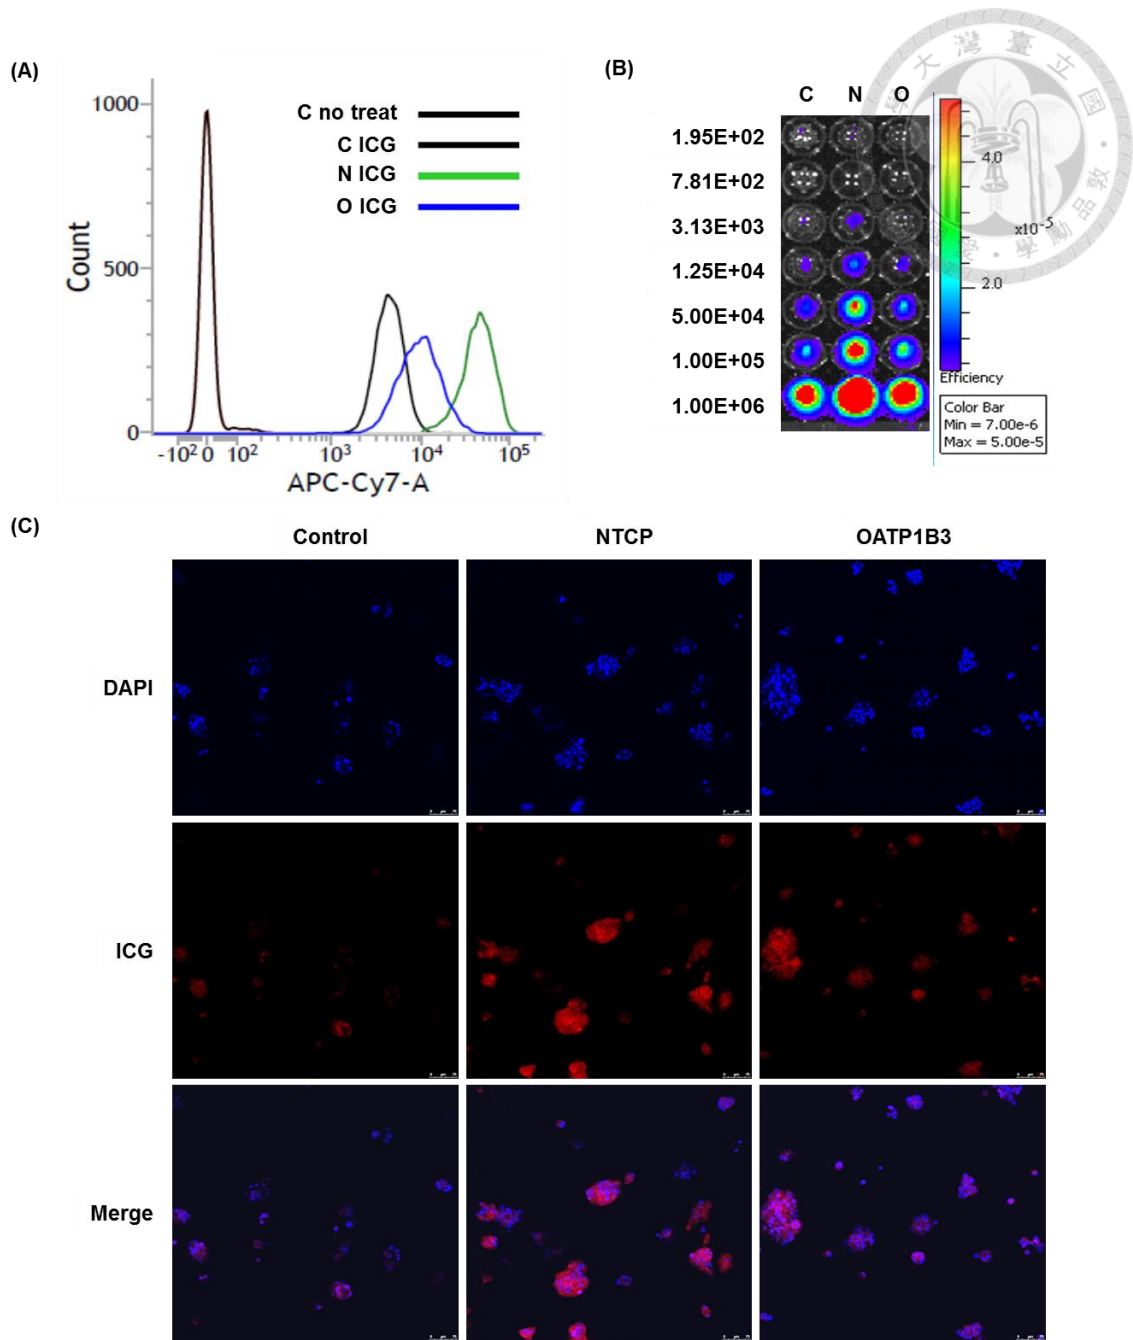 (A)
1000
500
0
Count
C no treat
C ICG
N ICG
O ICG
-10² 0 10² 10³ 10⁴ 10⁵
APC-Cy7-A
(B)
C N O
1.95E+02
7.81E+02
3.13E+03
1.25E+04
5.00E+04
1.00E+05
1.00E+06
4.0
x10⁻⁵
2.0
Efficiency
Color Bar
Min = 7.00e-6
Max = 5.00e-5
(C)
Control NTCP OATP1B3
DAPI
ICG
Merge